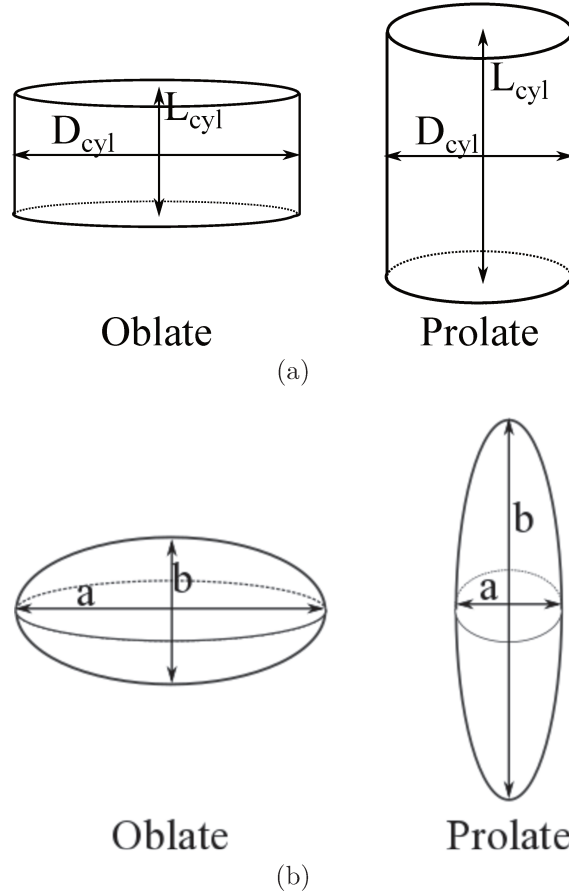 L_cyl
D_cyl
L_cyl
D_cyl
Oblate
Prolate
(a)
a
b
b
a
Oblate
Prolate
(b)